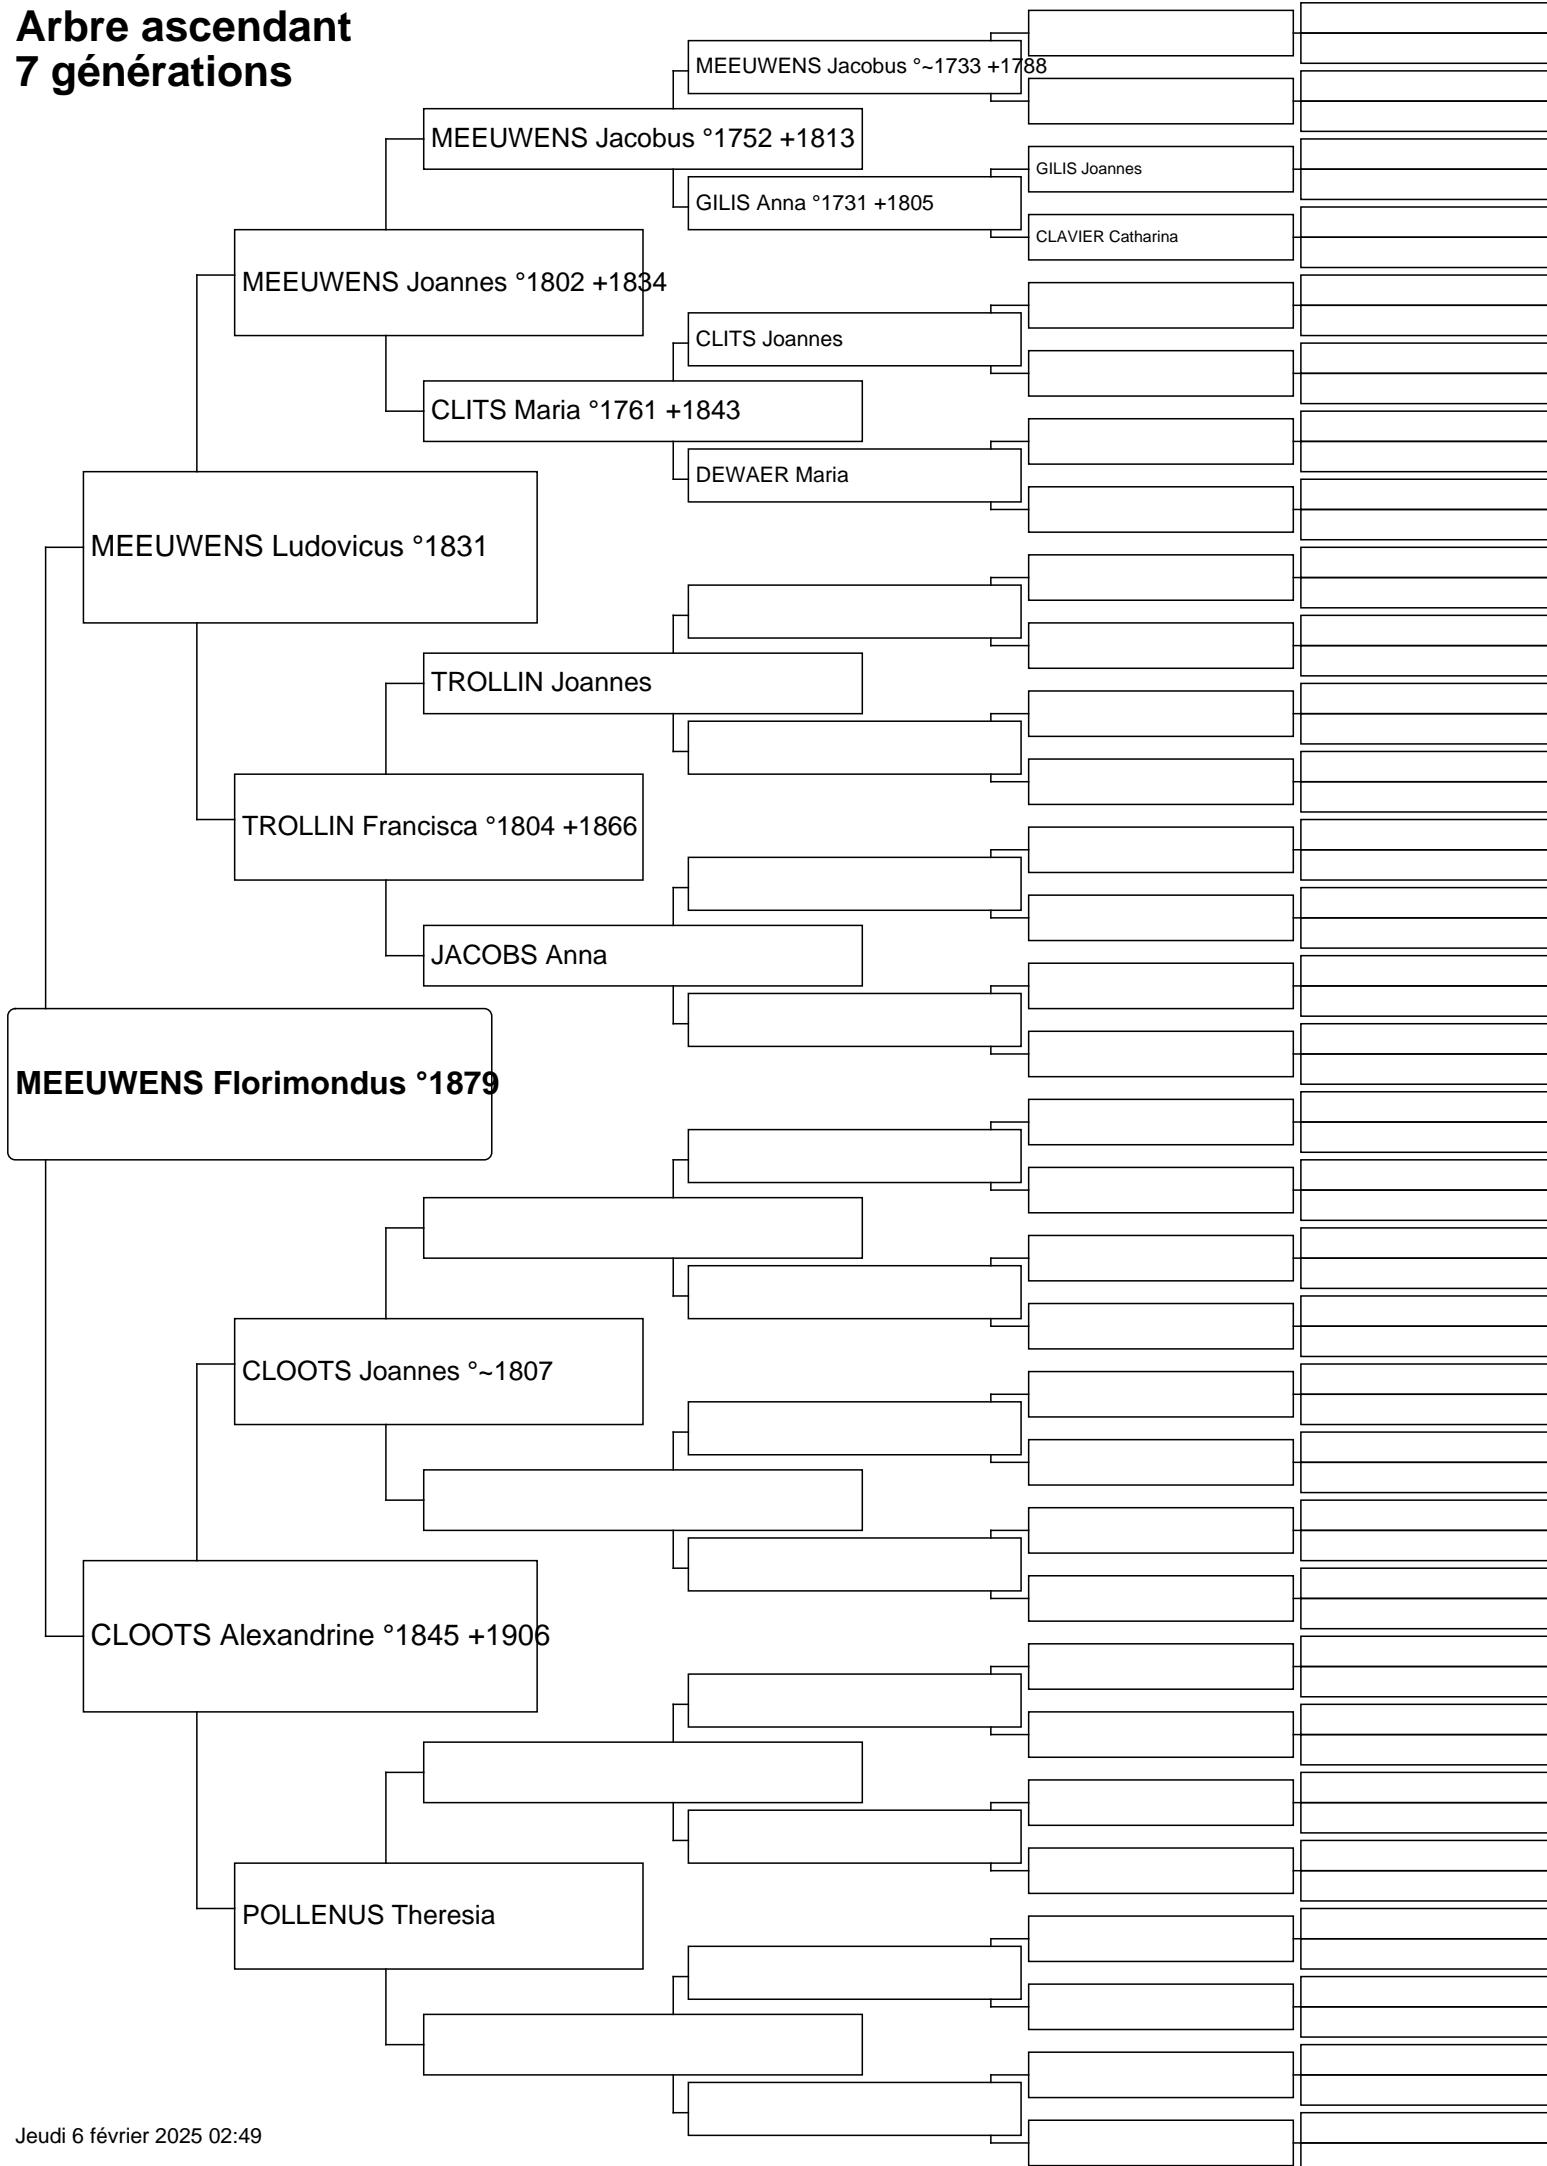 Arbre ascendant
7 générations
MEEUWENS Jacobus °~1733 +1788
MEEUWENS Jacobus °1752 +1813
GILIS Joannes
GILIS Anna °1731 +1805
CLAVIER Catharina
MEEUWENS Joannes °1802 +1834
CLITS Joannes
CLITS Maria °1761 +1843
DEWAER Maria
MEEUWENS Ludovicus °1831
TROLLIN Joannes
TROLLIN Francisca °1804 +1866
JACOBS Anna
MEEUWENS Florimondus °1879
CLOOTS Joannes °~1807
CLOOTS Alexandrine °1845 +1906
POLLENUS Theresia
Jeudi 6 février 2025 02:49